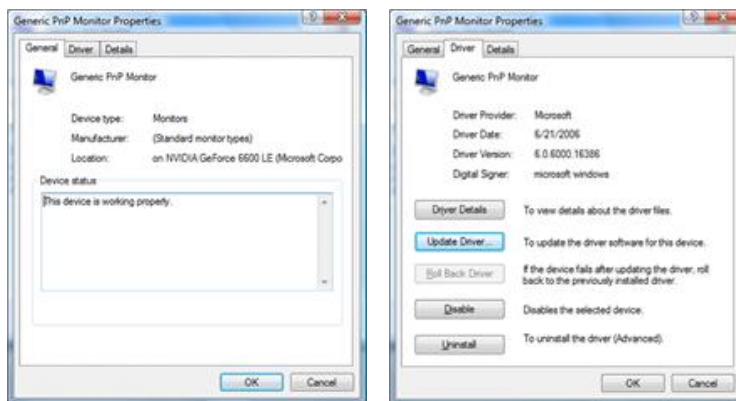 Generic PnP Monitor Properties
General Driver Details
Generic PnP Monitor
Device type: Monitors
Manufacturer: (Standard monitor types)
Location: on NVIDIA GeForce 6600 LE (Microsoft Corpo
Device status
This device is working properly.
OK Cancel
Generic PnP Monitor Properties
General Driver Details
Generic PnP Monitor
Driver Provider: Microsoft
Driver Date: 6/21/2006
Driver Version: 6.0.6000.16386
Digital Signer: microsoft windows
Driver Details To view details about the driver files.
Update Driver... To update the driver software for this device.
Roll Back Driver If the device fails after updating the driver, roll
back to the previously installed driver.
Disable Disables the selected device.
Uninstall To uninstall the driver (Advanced).
OK Cancel